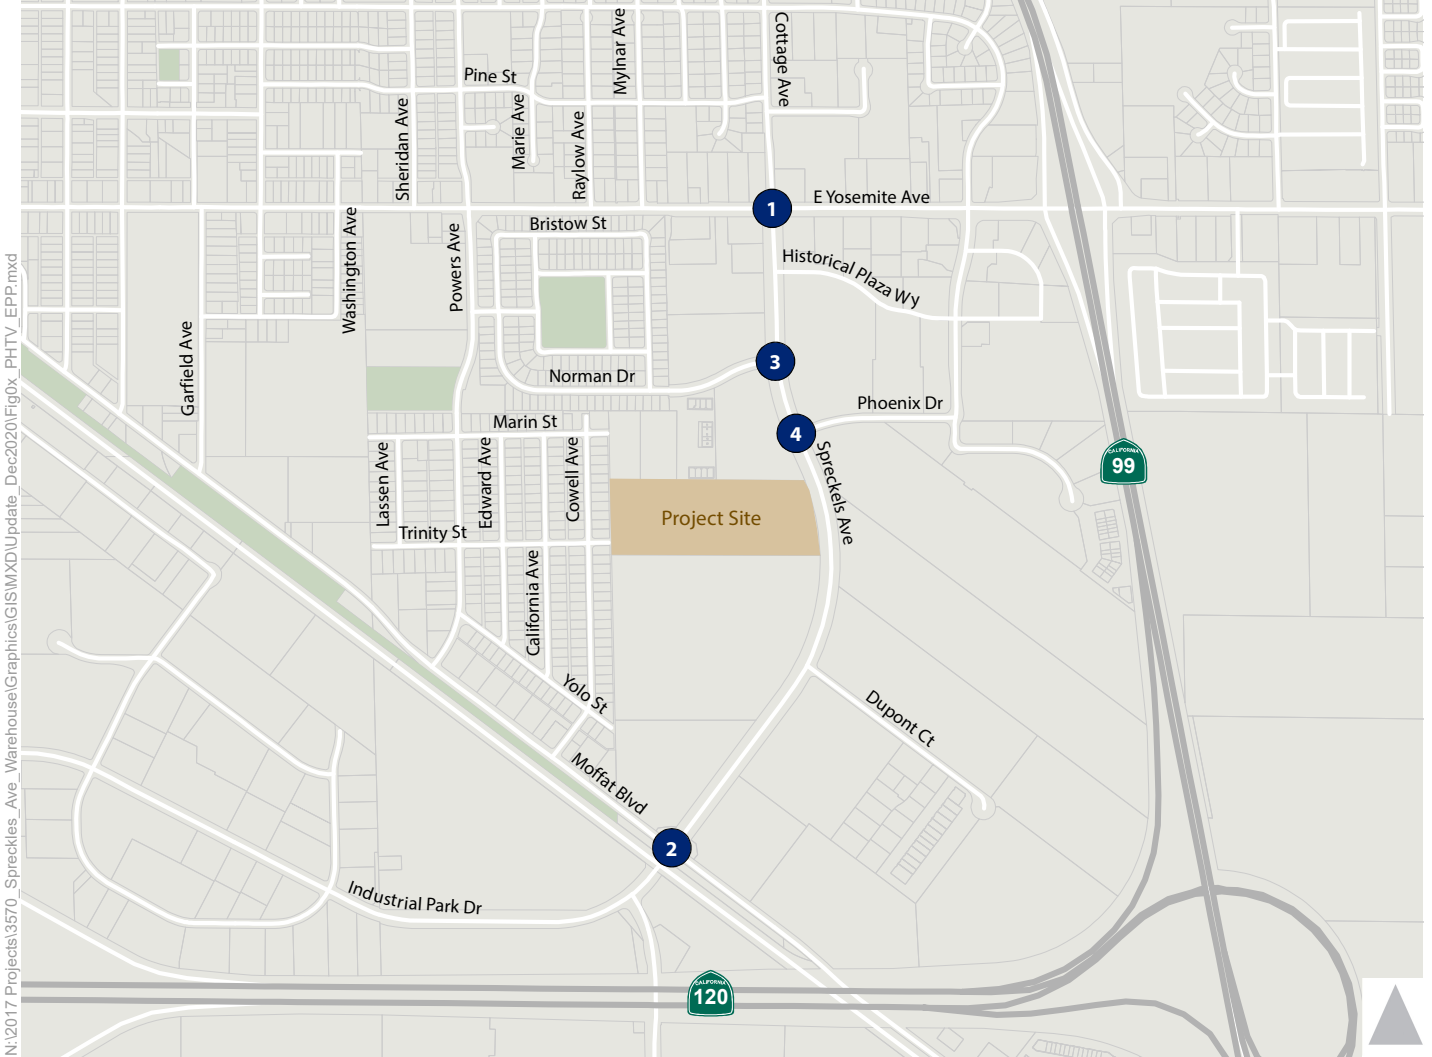 Mylnar Ave
Cottage Ave
Pine St
Sheridan Ave
Marie Ave
Raylow Ave
1
E Yosemite Ave
Washington Ave
Powers Ave
Bristow St
Historical Plaza Wy
Garfield Ave
3
Norman Dr
Phoenix Dr
Marin St
4
Lassen Ave
Edward Ave
Cowell Ave
Spreckels Ave
CALIFORNIA
99
Project Site
Trinity St
California Ave
Yolo St
Dupont Ct
Moffat Blvd
2
Industrial Park Dr
CALIFORNIA
120
N:\2017 Projects\3570_Spreckles_Ave_Warehouse\Graphics\GIS\MXD\Update_Dec2020\Fig0x_PHTV_EPP.mxd